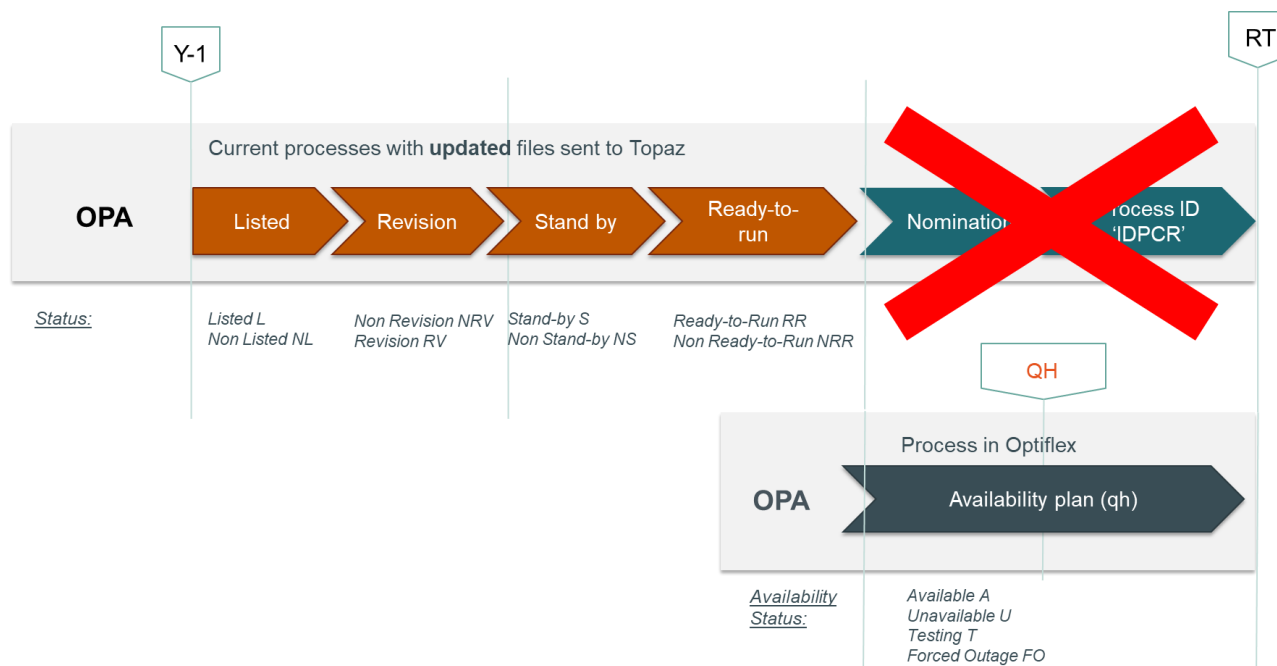 Y-1
RT
Current processes with updated files sent to Topaz
OPA
Listed
Revision
Stand by
Ready-to-
run
Nomination
rocess ID
'IDPCR'
Status:
Listed L
Non Listed NL
Non Revision NRV
Revision RV
Stand-by S
Non Stand-by NS
Ready-to-Run RR
Non Ready-to-Run NRR
QH
Process in Optiflex
OPA
Availability plan (qh)
Availability
Status:
Available A
Unavailable U
Testing T
Forced Outage FO